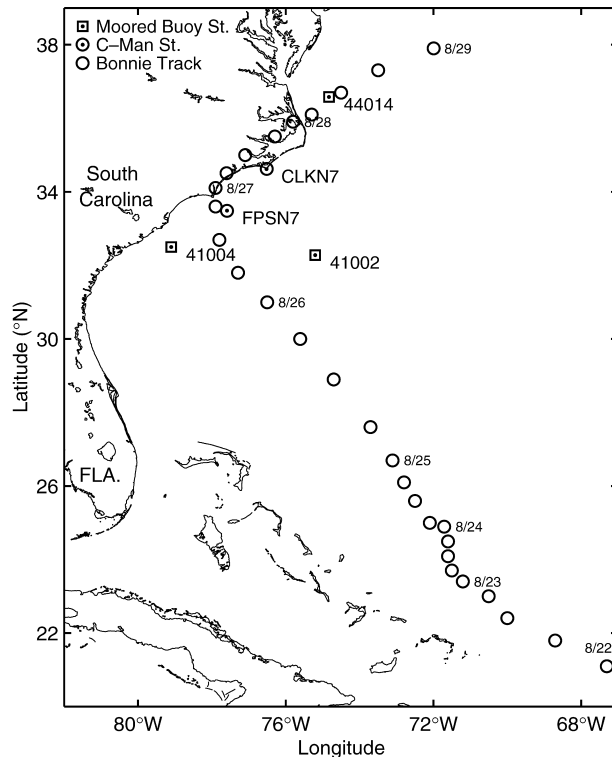 38
Moored Buoy St.
C–Man St.
Bonnie Track
8/29
44014
8/28
South
Carolina
CLKN7
34
8/27
FPSN7
41004
41002
8/26
30
Latitude (°N)
8/25
FLA.
26
8/24
8/23
22
8/22
80°W
76°W
72°W
68°W
Longitude